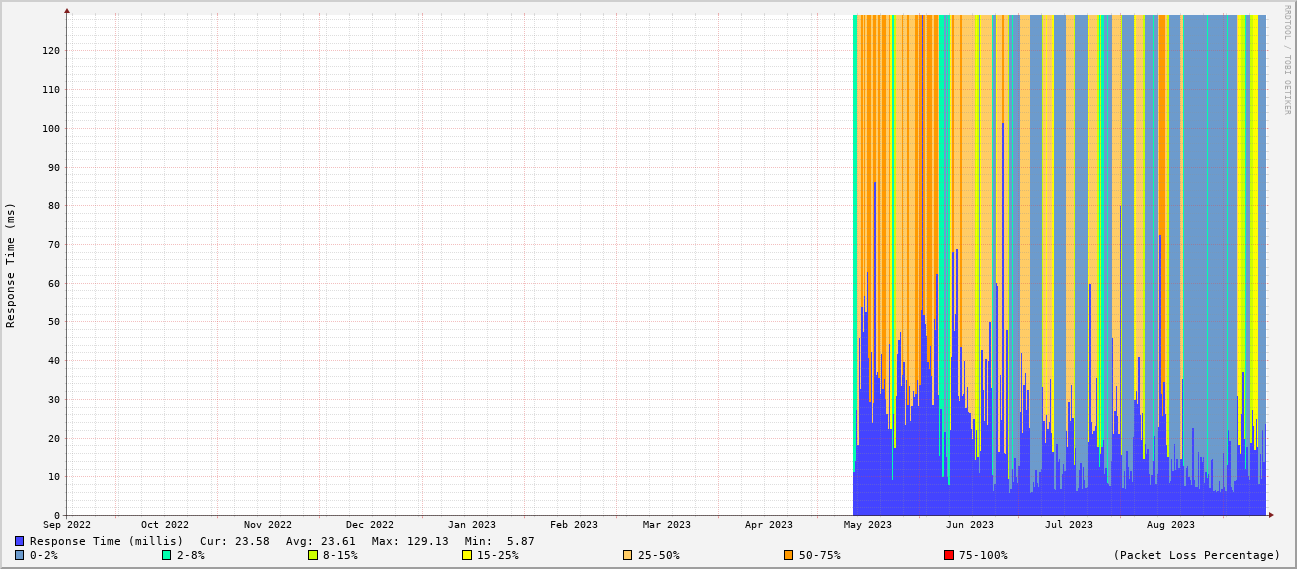 RRDTOOL / TOBI OETIKER
Response Time (ms)
120
110
100
90
80
70
60
50
40
30
20
10
0
Sep 2022 Oct 2022 Nov 2022 Dec 2022 Jan 2023 Feb 2023 Mar 2023 Apr 2023 May 2023 Jun 2023 Jul 2023 Aug 2023
Response Time (millis) Cur: 23.58 Avg: 23.61 Max: 129.13 Min: 5.87
0-2% 2-8% 8-15% 15-25% 25-50% 50-75% 75-100% (Packet Loss Percentage)